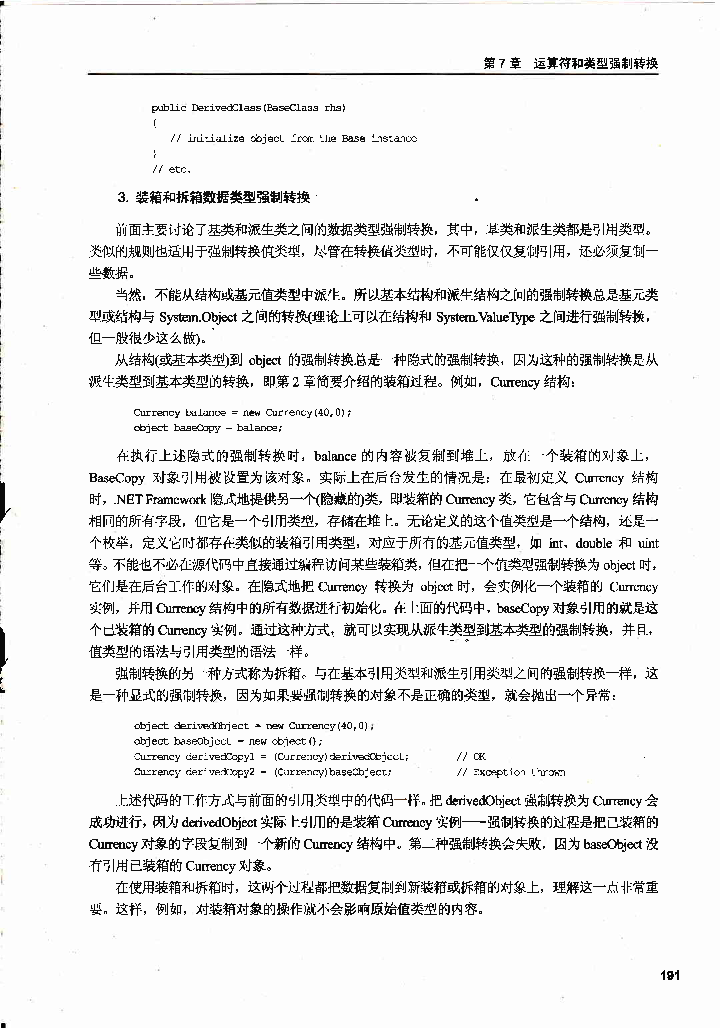 第 7 章　运算符和类型强制转换
public DerivedClass(BaseClass rhs)
{
// initialize object from the Base instance
}
// etc.
3. 装箱和拆箱数据类型强制转换
前面主要讨论了基类和派生类之间的数据类型强制转换，其中，基类和派生类都是引用类型。
类似的规则也适用于强制转换值类型，尽管在转换值类型时，不可能仅仅复制引用，还必须复制一
些数据。
当然，不能从结构或基元值类型中派生。所以基本结构和派生结构之间的强制转换总是基元类
型或结构与 System.Object 之间的转换(理论上可以在结构和 System.ValueType 之间进行强制转换，
但一般很少这么做)。
从结构(或基本类型)到 object 的强制转换总是一种隐式的强制转换，因为这种的强制转换是从
派生类型到基本类型的转换，即第 2 章简要介绍的装箱过程。例如，Currency 结构：
Currency balance = new Currency(40,0);
object baseCopy = balance;
在执行上述隐式的强制转换时，balance 的内容被复制到堆上，放在一个装箱的对象上，
BaseCopy 对象引用被设置为该对象。实际上在后台发生的情况是：在最初定义 Currency 结构
时，.NET Framework 隐式地提供另一个(隐藏的)类，即装箱的 Currency 类，它包含与 Currency 结构
相同的所有字段，但它是一个引用类型，存储在堆上。无论定义的这个值类型是一个结构，还是一
个枚举，定义它时都存在类似的装箱引用类型，对应于所有的基元值类型，如 int、double 和 uint
等。不能也不必在源代码中直接通过编程访问某些装箱类，但在把一个值类型强制转换为 object 时，
它们是在后台工作的对象。在隐式地把 Currency 转换为 object 时，会实例化一个装箱的 Currency
实例，并用 Currency 结构中的所有数据进行初始化。在上面的代码中，baseCopy 对象引用的就是这
个已装箱的 Currency 实例。通过这种方式，就可以实现从派生类型到基本类型的强制转换，并且，
值类型的语法与引用类型的语法一样。
强制转换的另一种方式称为拆箱。与在基本引用类型和派生引用类型之间的强制转换一样，这
是一种显式的强制转换，因为如果要强制转换的对象不是正确的类型，就会抛出一个异常：
object derivedObject = new Currency(40,0);
object baseObject = new object();
Currency derivedCopy1 = (Currency)derivedObject; // OK
Currency derivedCopy2 = (Currency)baseObject; // Exception thrown
上述代码的工作方式与前面的引用类型中的代码一样。把 derivedObject 强制转换为 Currency 会
成功进行，因为 derivedObject 实际上引用的是装箱 Currency 实例——强制转换的过程是把已装箱的
Currency 对象的字段复制到一个新的 Currency 结构中。第二种强制转换会失败，因为 baseObject 没
有引用已装箱的 Currency 对象。
在使用装箱和拆箱时，这两个过程都把数据复制到新装箱或拆箱的对象上，理解这一点非常重
要。这样，例如，对装箱对象的操作就不会影响原始值类型的内容。
191